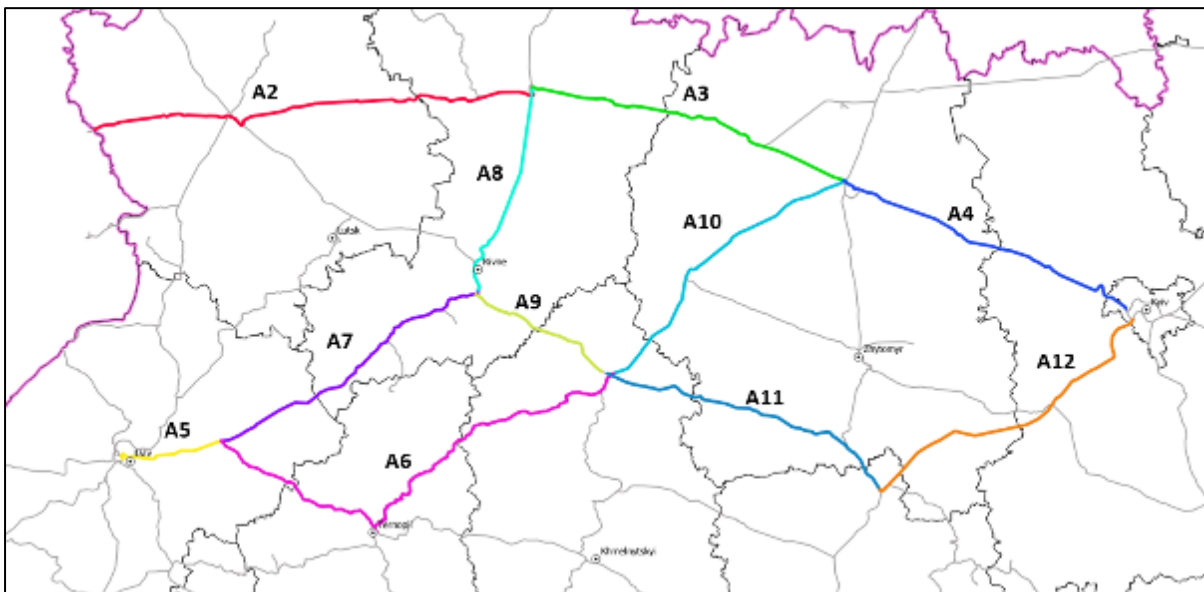 A2
A3
A8
A10
A4
Lutsk
Rivne
A9
Kyiv
A7
Zhytomyr
A12
A11
A5
Lviv
A6
Ternopil
Khmelnytskyi